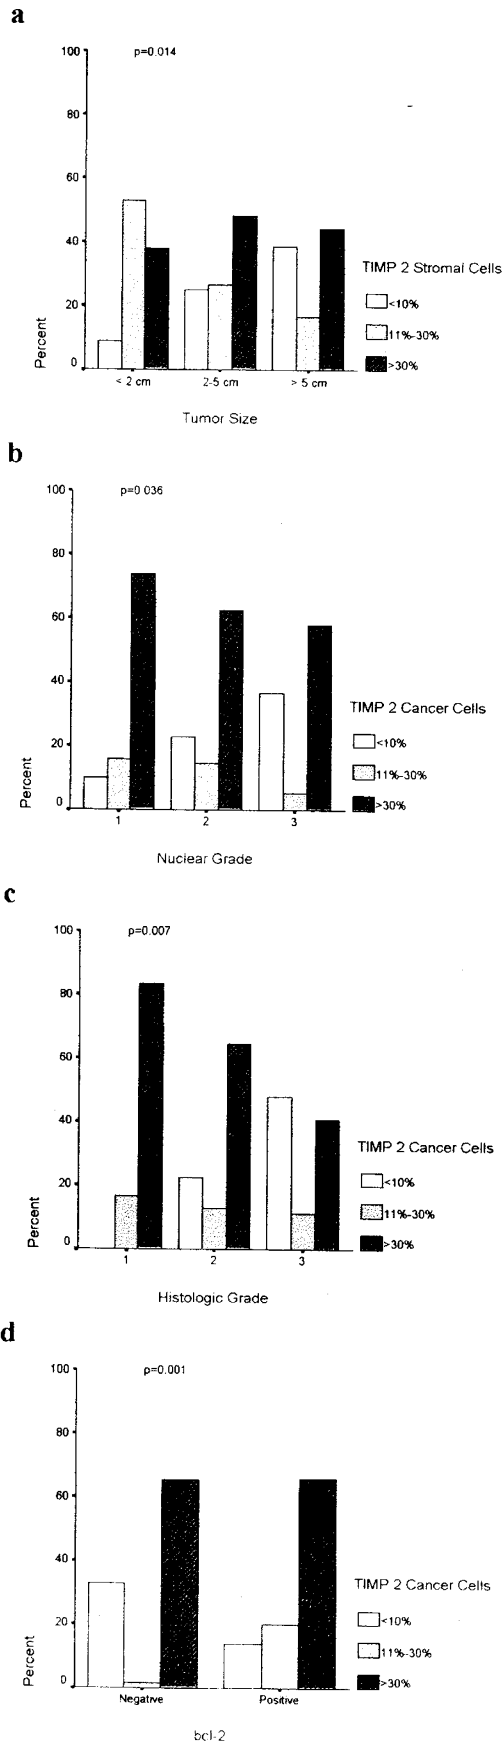 a
p=0.014
100
80
60
40
20
0
Percent
< 2 cm
2-5 cm
> 5 cm
Tumor Size
TIMP 2 Stromal Cells
<10%
11%-30%
>30%
b
p=0 036
100
80
60
40
20
0
Percent
1
2
3
Nuclear Grade
TIMP 2 Cancer Cells
<10%
11%-30%
>30%
c
p=0.007
100
80
60
40
20
0
Percent
1
2
3
Histologic Grade
TIMP 2 Cancer Cells
<10%
11%-30%
>30%
d
p=0.001
100
80
60
40
20
0
Percent
Negative
Positive
bcl-2
TIMP 2 Cancer Cells
<10%
11%-30%
>30%